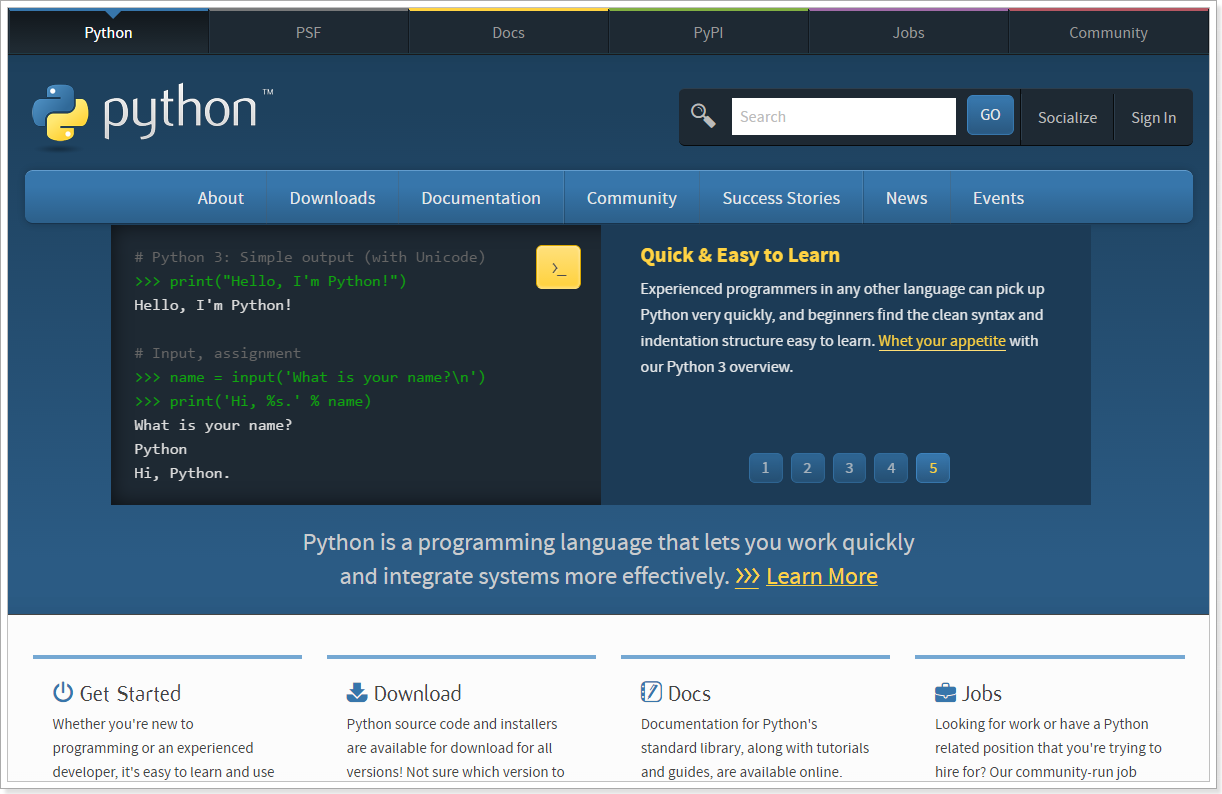 Python PSF Docs PyPI Jobs Community
python™
Search GO Socialize Sign In
About Downloads Documentation Community Success Stories News Events
# Python 3: Simple output (with Unicode)
>>> print("Hello, I'm Python!")
Hello, I'm Python!
# Input, assignment
>>> name = input('What is your name?\n')
>>> print('Hi, %s.' % name)
What is your name?
Python
Hi, Python.
>_
Quick & Easy to Learn
Experienced programmers in any other language can pick up
Python very quickly, and beginners find the clean syntax and
indentation structure easy to learn. Whet your appetite with
our Python 3 overview.
1 2 3 4 5
Python is a programming language that lets you work quickly
and integrate systems more effectively. >>> Learn More
Get Started
Whether you're new to
programming or an experienced
developer, it's easy to learn and use
Download
Python source code and installers
are available for download for all
versions! Not sure which version to
Docs
Documentation for Python's
standard library, along with tutorials
and guides, are available online.
Jobs
Looking for work or have a Python
related position that you're trying to
hire for? Our community-run job